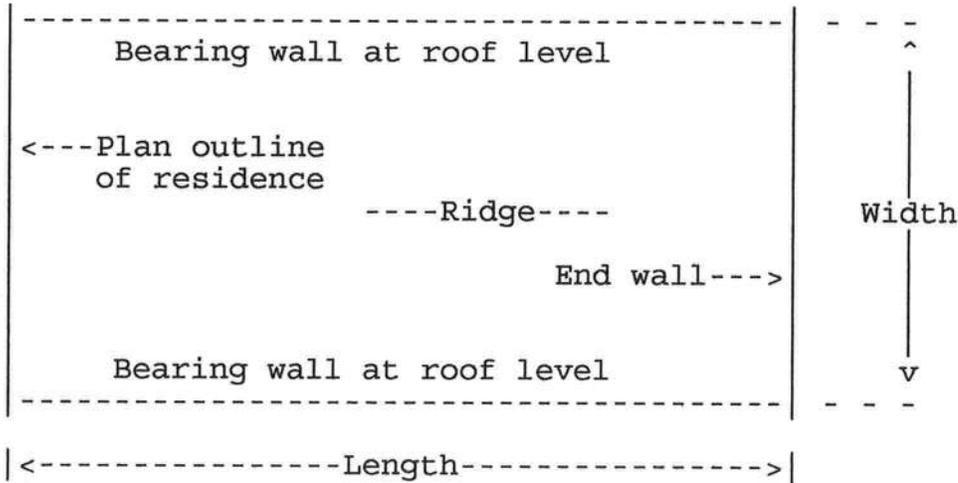 Bearing wall at roof level
<---Plan outline
of residence
----Ridge----
Width
End wall--->
Bearing wall at roof level
|<----------------Length---------------->|